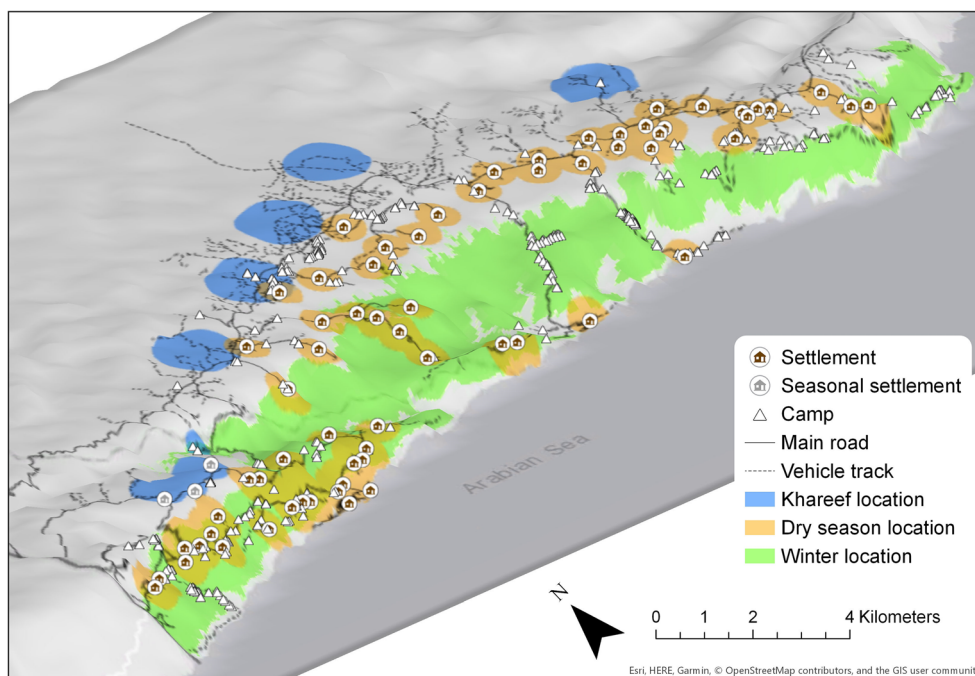 Settlement
Seasonal settlement
Camp
Main road
Vehicle track
Khareef location
Dry season location
Winter location
Arabian Sea
N
0 1 2 4 Kilometers
Esri, HERE, Garmin, © OpenStreetMap contributors, and the GIS user communit